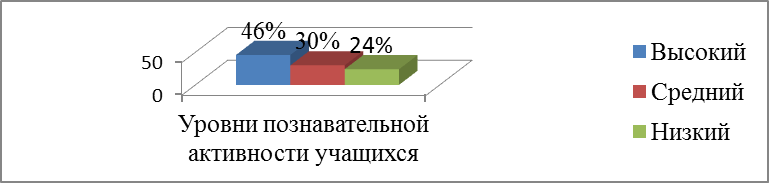 46% 30% 24%
50
0
Уровни познавательной
активности учащихся
Высокий
Средний
Низкий